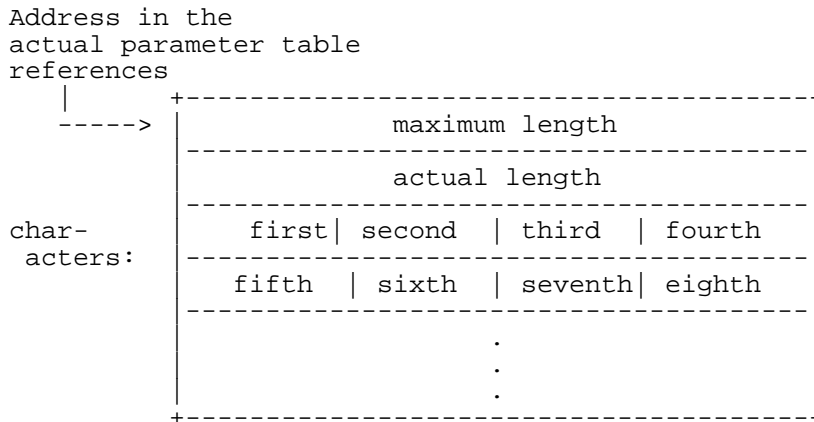 Address in the
actual parameter table
references
maximum length
actual length
char- first| second | third | fourth
acters:
fifth | sixth | seventh| eighth
.
.
.